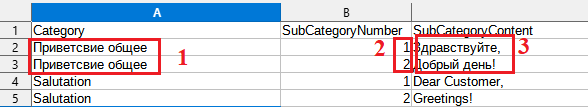 A B C
1 Category SubCategoryNumber SubCategoryContent
2 Приветсвие общее 1 Здравствуйте,
3 Приветсвие общее 2 Добрый день!
4 Salutation 1 Dear Customer,
5 Salutation 2 Greetings!
1 2 3